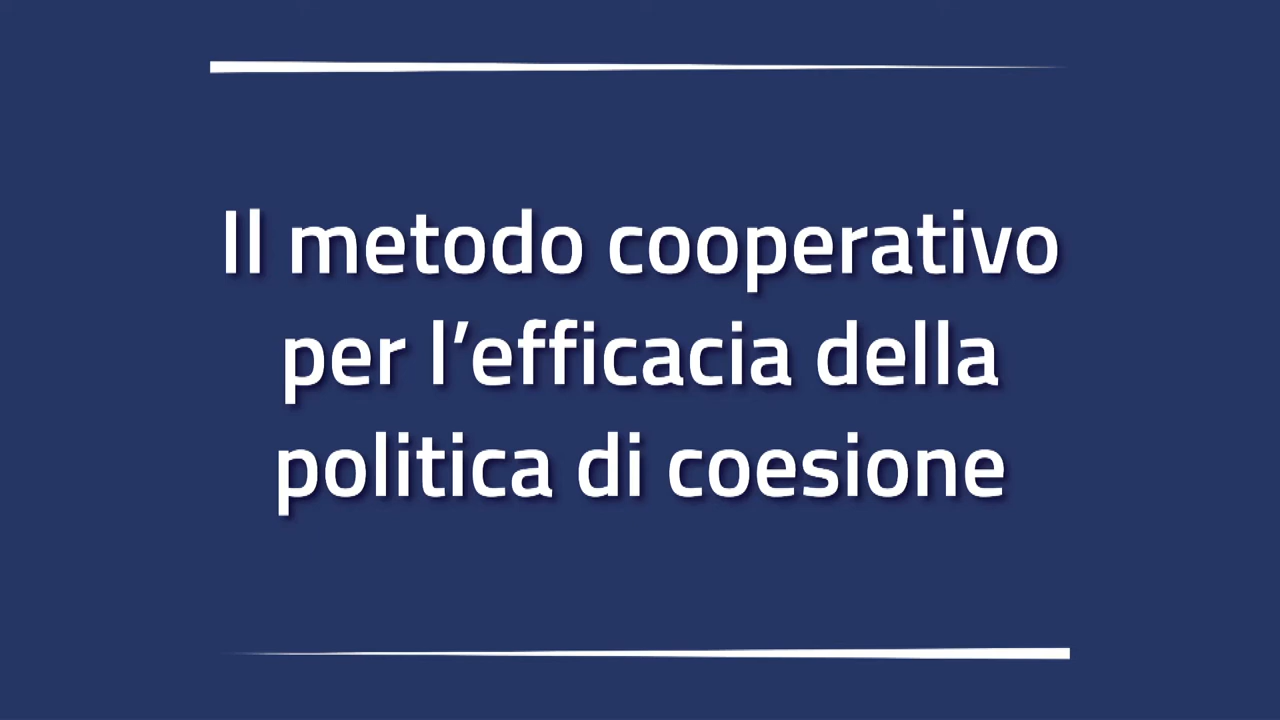 Il metodo cooperativo
per l’efficacia della
politica di coesione